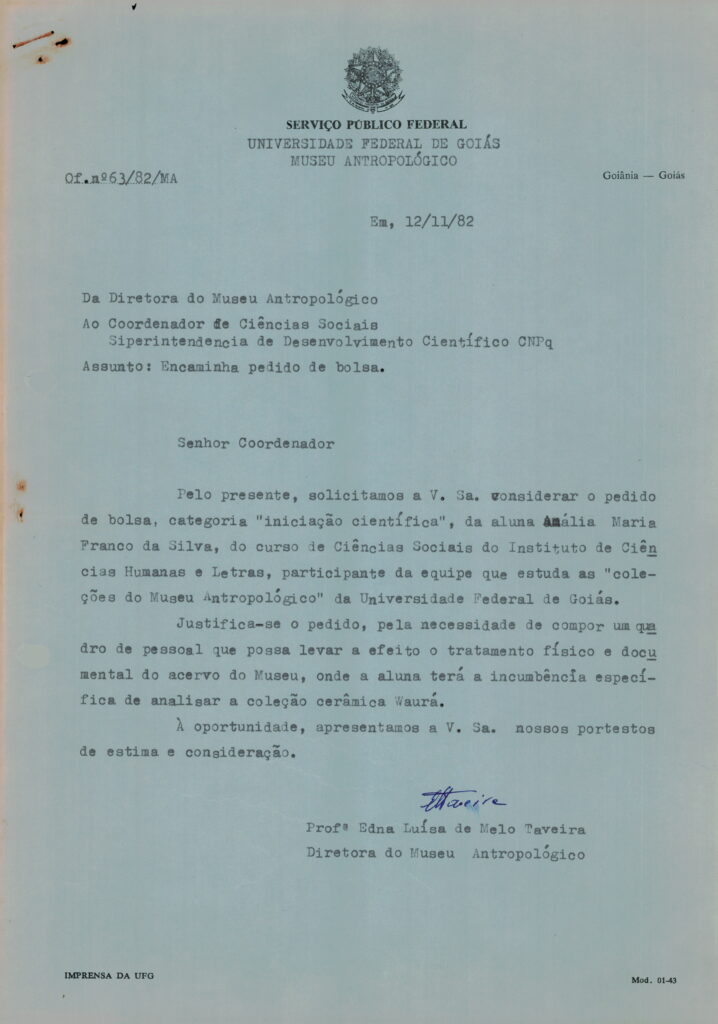 SERVIÇO PÚBLICO FEDERAL
UNIVERSIDADE FEDERAL DE GOIÁS
MUSEU ANTROPOLÓGICO
Of.nº63/82/MA
Goiânia — Goiás
Em, 12/11/82
Da Diretora do Museu Antropológico
Ao Coordenador de Ciências Sociais
Siperintendencia de Desenvolvimento Científico CNPq
Assunto: Encaminha pedido de bolsa.
Senhor Coordenador
Pelo presente, solicitamos a V. Sa. considerar o pedido
de bolsa, categoria "iniciação científica", da aluna Amália Maria
Franco da Silva, do curso de Ciências Sociais do Instituto de Ciên
cias Humanas e Letras, participante da equipe que estuda as "cole-
ções do Museu Antropológico" da Universidade Federal de Goiás.
Justifica-se o pedido, pela necessidade de compor um qua
dro de pessoal que possa levar a efeito o tratamento físico e docu
mental do acervo do Museu, onde a aluna terá a incumbência especí-
fica de analisar a coleção cerâmica Waurá.
À oportunidade, apresentamos a V. Sa. nossos portestos
de estima e consideração.
Profª Edna Luísa de Melo Taveira
Diretora do Museu Antropológico
IMPRENSA DA UFG
Mod. 01-43